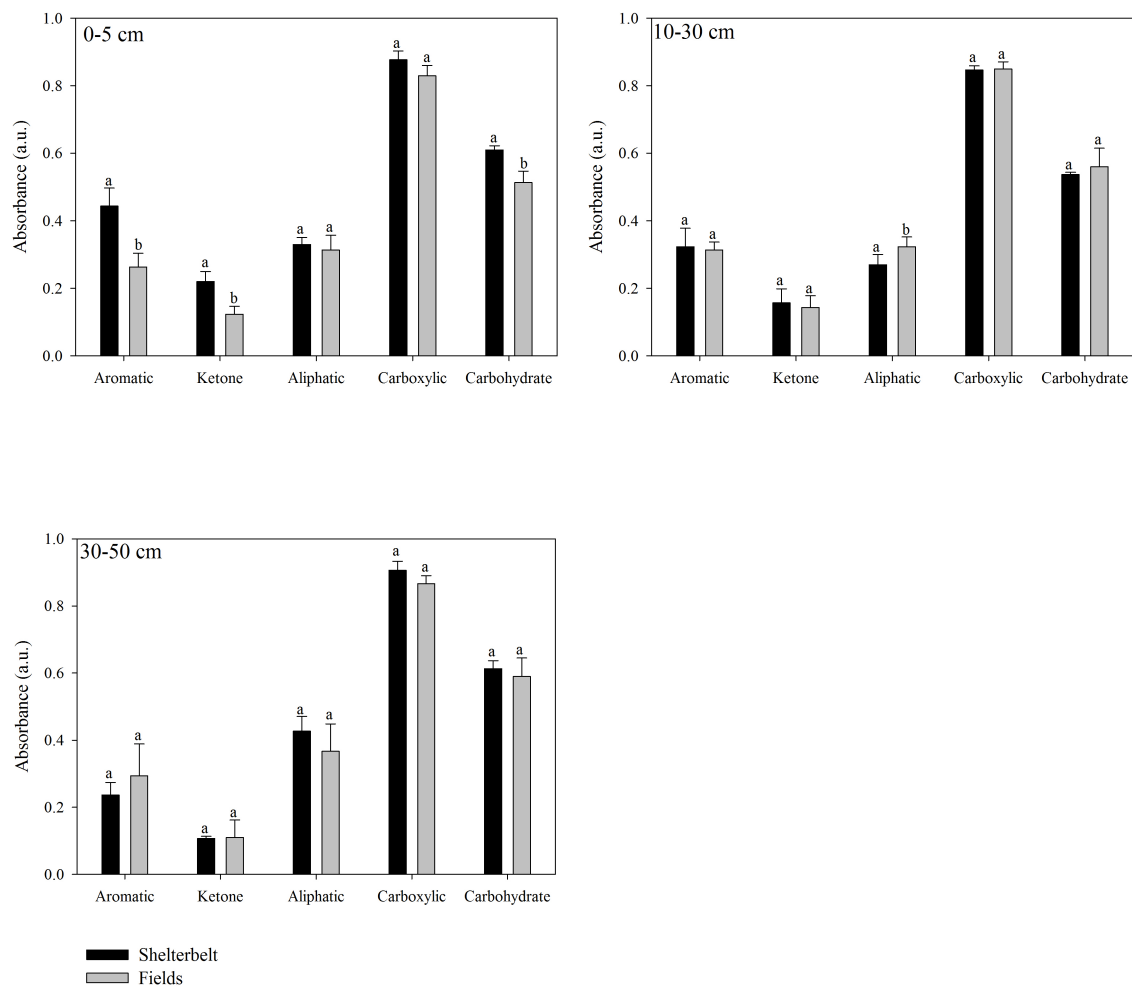 0-5 cm
Absorbance (a.u.)
1.0
0.8
0.6
0.4
0.2
0.0
a b a b a a a a a b
Aromatic Ketone Aliphatic Carboxylic Carbohydrate
10-30 cm
Absorbance (a.u.)
1.0
0.8
0.6
0.4
0.2
0.0
a a a a a b a a a a
Aromatic Ketone Aliphatic Carboxylic Carbohydrate
30-50 cm
Absorbance (a.u.)
1.0
0.8
0.6
0.4
0.2
0.0
a a a a a a a a a a
Aromatic Ketone Aliphatic Carboxylic Carbohydrate
Shelterbelt
Fields